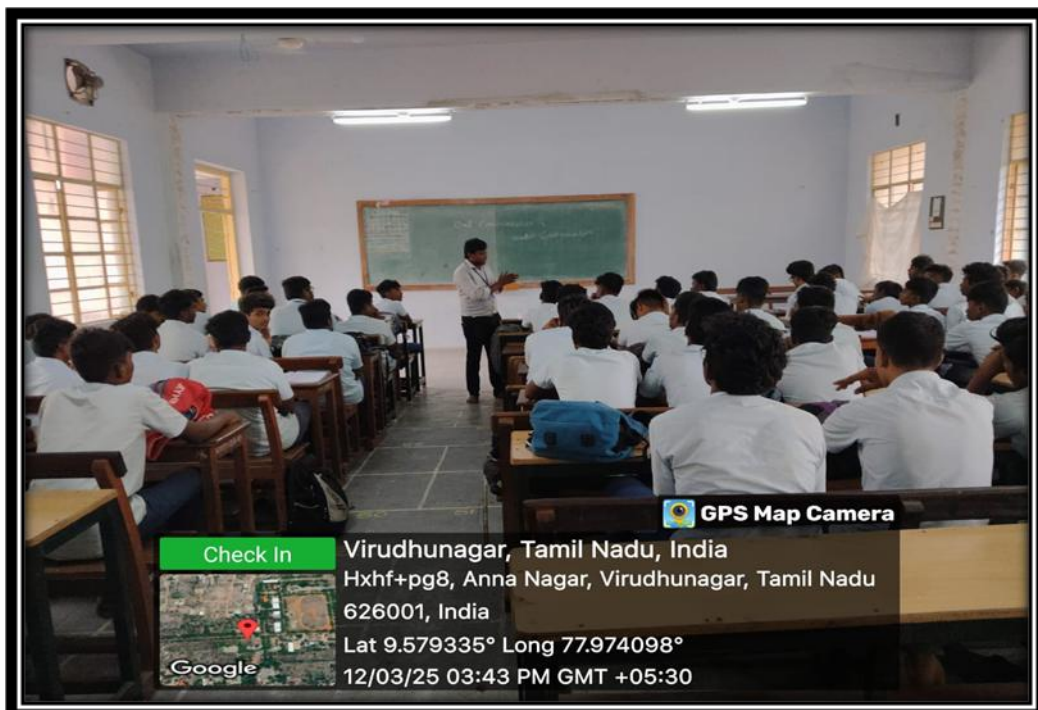 GPS Map Camera
Check In
Virudhunagar, Tamil Nadu, India
Hxhf+pg8, Anna Nagar, Virudhunagar, Tamil Nadu
626001, India
Lat 9.579335° Long 77.974098°
12/03/25 03:43 PM GMT +05:30
Google